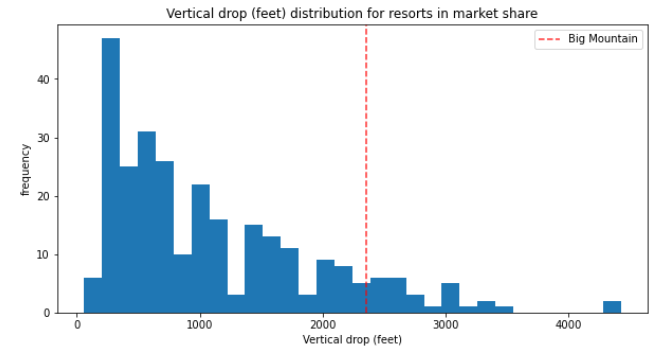 Vertical drop (feet) distribution for resorts in market share
Big Mountain
frequency
40
30
20
10
0
0 1000 2000 3000 4000
Vertical drop (feet)